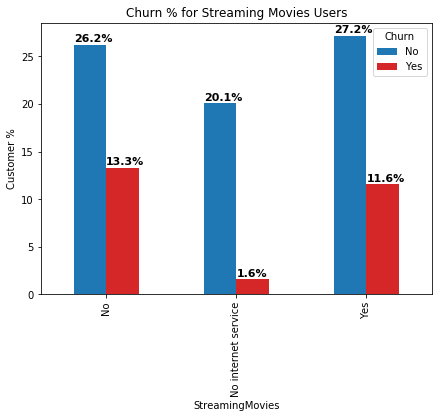 Churn % for Streaming Movies Users
Churn
No
Yes
26.2%
13.3%
20.1%
1.6%
27.2%
11.6%
Customer %
25
20
15
10
5
0
No
No internet service
Yes
StreamingMovies